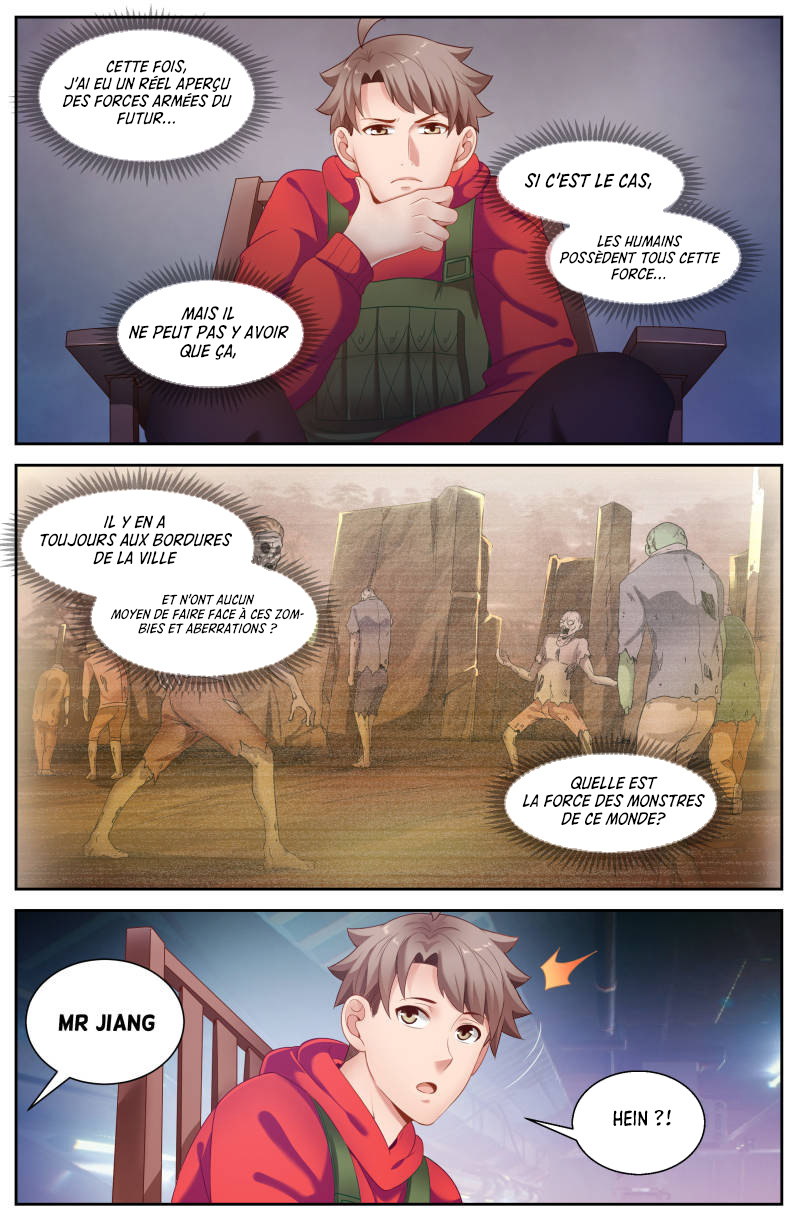 CETTE FOIS,
J'AI EU UN RÉEL APERÇU
DES FORCES ARMÉES DU
FUTUR...
SI C'EST LE CAS,
LES HUMAINS
POSSÈDENT TOUS CETTE
FORCE...
MAIS IL
NE PEUT PAS Y AVOIR
QUE ÇA,
IL Y EN A
TOUJOURS AUX BORDURES
DE LA VILLE
ET N'ONT AUCUN
MOYEN DE FAIRE FACE À CES ZOM-
BIES ET ABERRATIONS ?
QUELLE EST
LA FORCE DES MONSTRES
DE CE MONDE?
MR JIANG
HEIN ?!